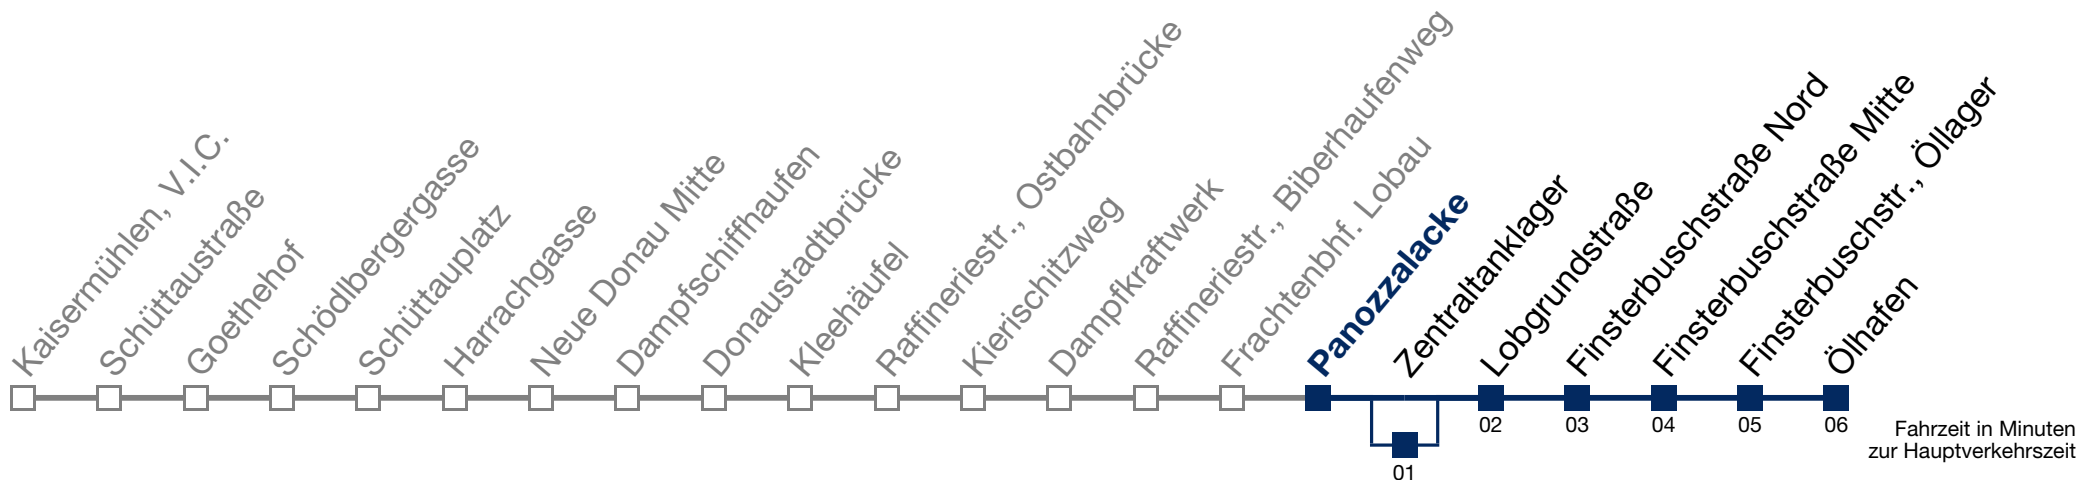 Kaisermühlen, V.I.C.
Schüttaustraße
Goethehof
Schödlbergergasse
Schüttauplatz
Harrachgasse
Neue Donau Mitte
Dampfschiffhaufen
Donaustadtbrücke
Kleehäufel
Raffineriestr., Ostbahnbrücke
Kierischitzweg
Dampfkraftwerk
Raffineriestr., Biberhaufenweg
Frachtenbhf. Lobau
Panozzalacke
Zentraltanklager
Lobgrundstraße
Finsterbuschstraße Nord
Finsterbuschstraße Mitte
Finsterbuschstr., Öllager
Ölhafen
01
02
03
04
05
06
Fahrzeit in Minuten
zur Hauptverkehrszeit